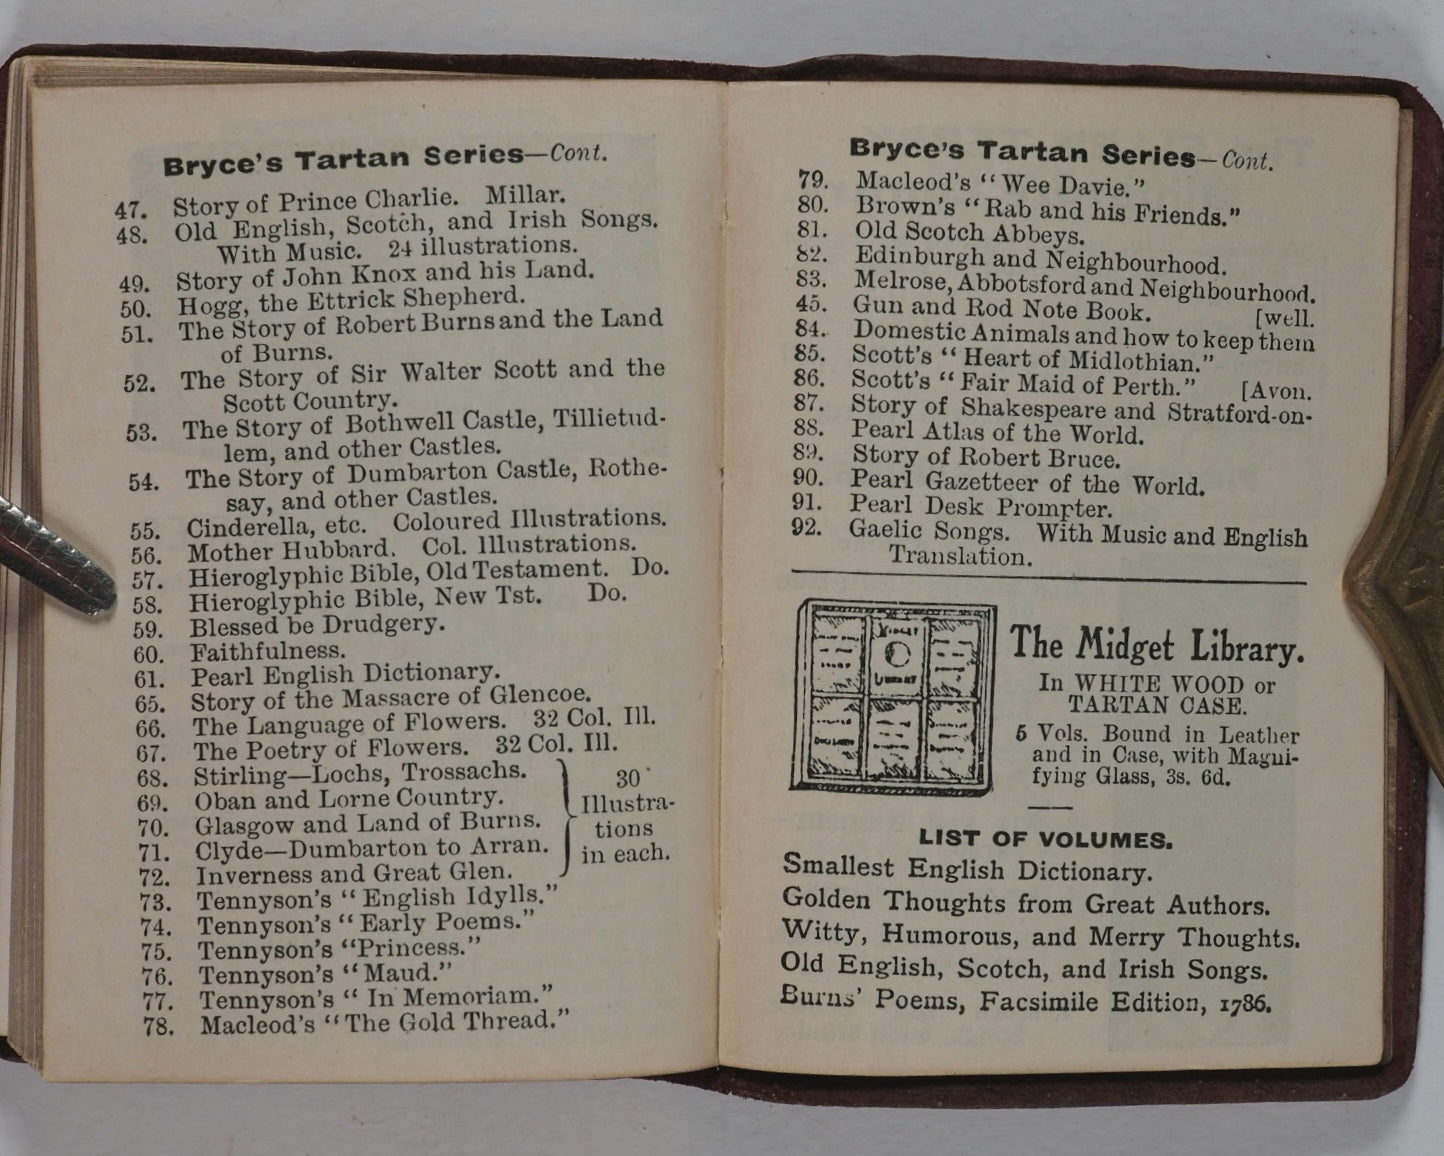 Bryce's Tartan Series—Cont.
47. Story of Prince Charlie. Millar.
48. Old English, Scotch, and Irish Songs.
With Music. 24 illustrations.
49. Story of John Knox and his Land.
50. Hogg, the Ettrick Shepherd.
51. The Story of Robert Burns and the Land
of Burns.
52. The Story of Sir Walter Scott and the
Scott Country.
53. The Story of Bothwell Castle, Tillietud-
lem, and other Castles.
54. The Story of Dumbarton Castle, Rothe-
say, and other Castles.
55. Cinderella, etc. Coloured Illustrations.
56. Mother Hubbard. Col. Illustrations.
57. Hieroglyphic Bible, Old Testament. Do.
58. Hieroglyphic Bible, New Tst. Do.
59. Blessed be Drudgery.
60. Faithfulness.
61. Pearl English Dictionary.
65. Story of the Massacre of Glencoe.
66. The Language of Flowers. 32 Col. Ill.
67. The Poetry of Flowers. 32 Col. Ill.
68. Stirling—Lochs, Trossachs.
69. Oban and Lorne Country.
70. Glasgow and Land of Burns.
71. Clyde—Dumbarton to Arran.
72. Inverness and Great Glen.
30
Illustra-
tions
in each.
73. Tennyson's "English Idylls."
74. Tennyson's "Early Poems."
75. Tennyson's "Princess."
76. Tennyson's "Maud."
77. Tennyson's "In Memoriam."
78. Macleod's "The Gold Thread."
Bryce's Tartan Series—Cont.
79. Macleod's "Wee Davie."
80. Brown's "Rab and his Friends."
81. Old Scotch Abbeys.
82. Edinburgh and Neighbourhood.
83. Melrose, Abbotsford and Neighbourhood.
45. Gun and Rod Note Book. [well.
84. Domestic Animals and how to keep them
85. Scott's "Heart of Midlothian."
86. Scott's "Fair Maid of Perth." [Avon.
87. Story of Shakespeare and Stratford-on-
88. Pearl Atlas of the World.
89. Story of Robert Bruce.
90. Pearl Gazetteer of the World.
91. Pearl Desk Prompter.
92. Gaelic Songs. With Music and English
Translation.
The Midget Library.
In WHITE WOOD or
TARTAN CASE.
5 Vols. Bound in Leather
and in Case, with Magni-
fying Glass, 3s. 6d.
LIST OF VOLUMES.
Smallest English Dictionary.
Golden Thoughts from Great Authors.
Witty, Humorous, and Merry Thoughts.
Old English, Scotch, and Irish Songs.
Burns' Poems, Facsimile Edition, 1786.